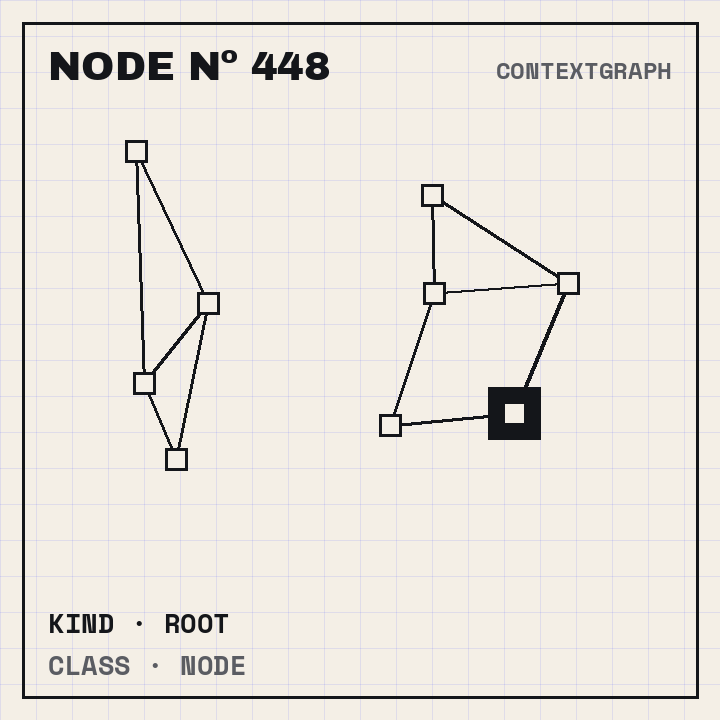 NODE Nº 448
CONTEXTGRAPH
KIND · ROOT
CLASS · NODE